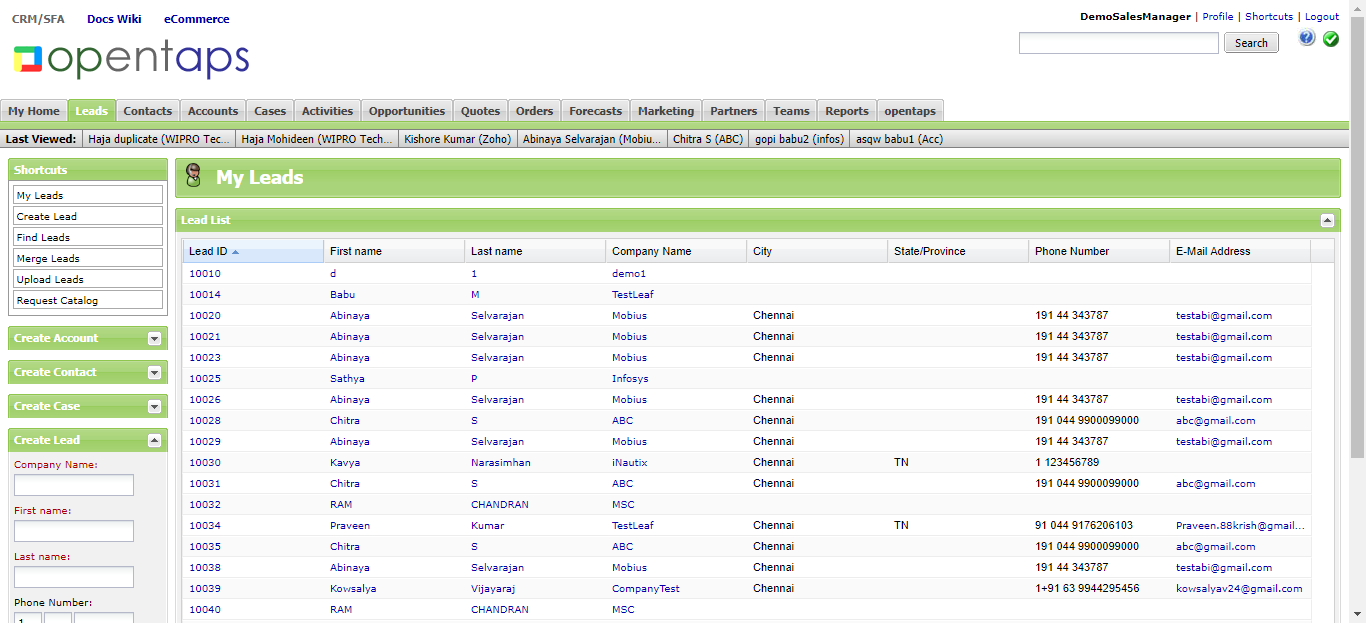 CRM/SFA Docs Wiki eCommerce
DemoSalesManager | Profile | Shortcuts | Logout
opentaps
Search
?
My Home Leads Contacts Accounts Cases Activities Opportunities Quotes Orders Forecasts Marketing Partners Teams Reports opentaps
Last Viewed: Haja duplicate (WIPRO Tec... Haja Mohideen (WIPRO Tech... Kishore Kumar (Zoho) Abinaya Selvarajan (Mobiu... Chitra S (ABC) gopi babu2 (infos) asqw babu1 (Acc)
Shortcuts
My Leads
Create Lead
Find Leads
Merge Leads
Upload Leads
Request Catalog
Create Account
Create Contact
Create Case
Create Lead
Company Name:
First name:
Last name:
Phone Number:
1
My Leads
Lead List
Lead ID First name Last name Company Name City State/Province Phone Number E-Mail Address
10010 d 1 demo1
10014 Babu M TestLeaf
10020 Abinaya Selvarajan Mobius Chennai 191 44 343787 testabi@gmail.com
10021 Abinaya Selvarajan Mobius Chennai 191 44 343787 testabi@gmail.com
10023 Abinaya Selvarajan Mobius Chennai 191 44 343787 testabi@gmail.com
10025 Sathya P Infosys
10026 Abinaya Selvarajan Mobius Chennai 191 44 343787 testabi@gmail.com
10028 Chitra S ABC Chennai 191 044 9900099000 abc@gmail.com
10029 Abinaya Selvarajan Mobius Chennai 191 44 343787 testabi@gmail.com
10030 Kavya Narasimhan iNautix Chennai TN 1 123456789
10031 Chitra S ABC Chennai 191 044 9900099000 abc@gmail.com
10032 RAM CHANDRAN MSC
10034 Praveen Kumar TestLeaf Chennai TN 91 044 9176206103 Praveen.88krish@gmail...
10035 Chitra S ABC Chennai 191 044 9900099000 abc@gmail.com
10038 Abinaya Selvarajan Mobius Chennai 191 44 343787 testabi@gmail.com
10039 Kowsalya Vijayaraj CompanyTest Chennai 1+91 63 9944295456 kowsalyav24@gmail.com
10040 RAM CHANDRAN MSC